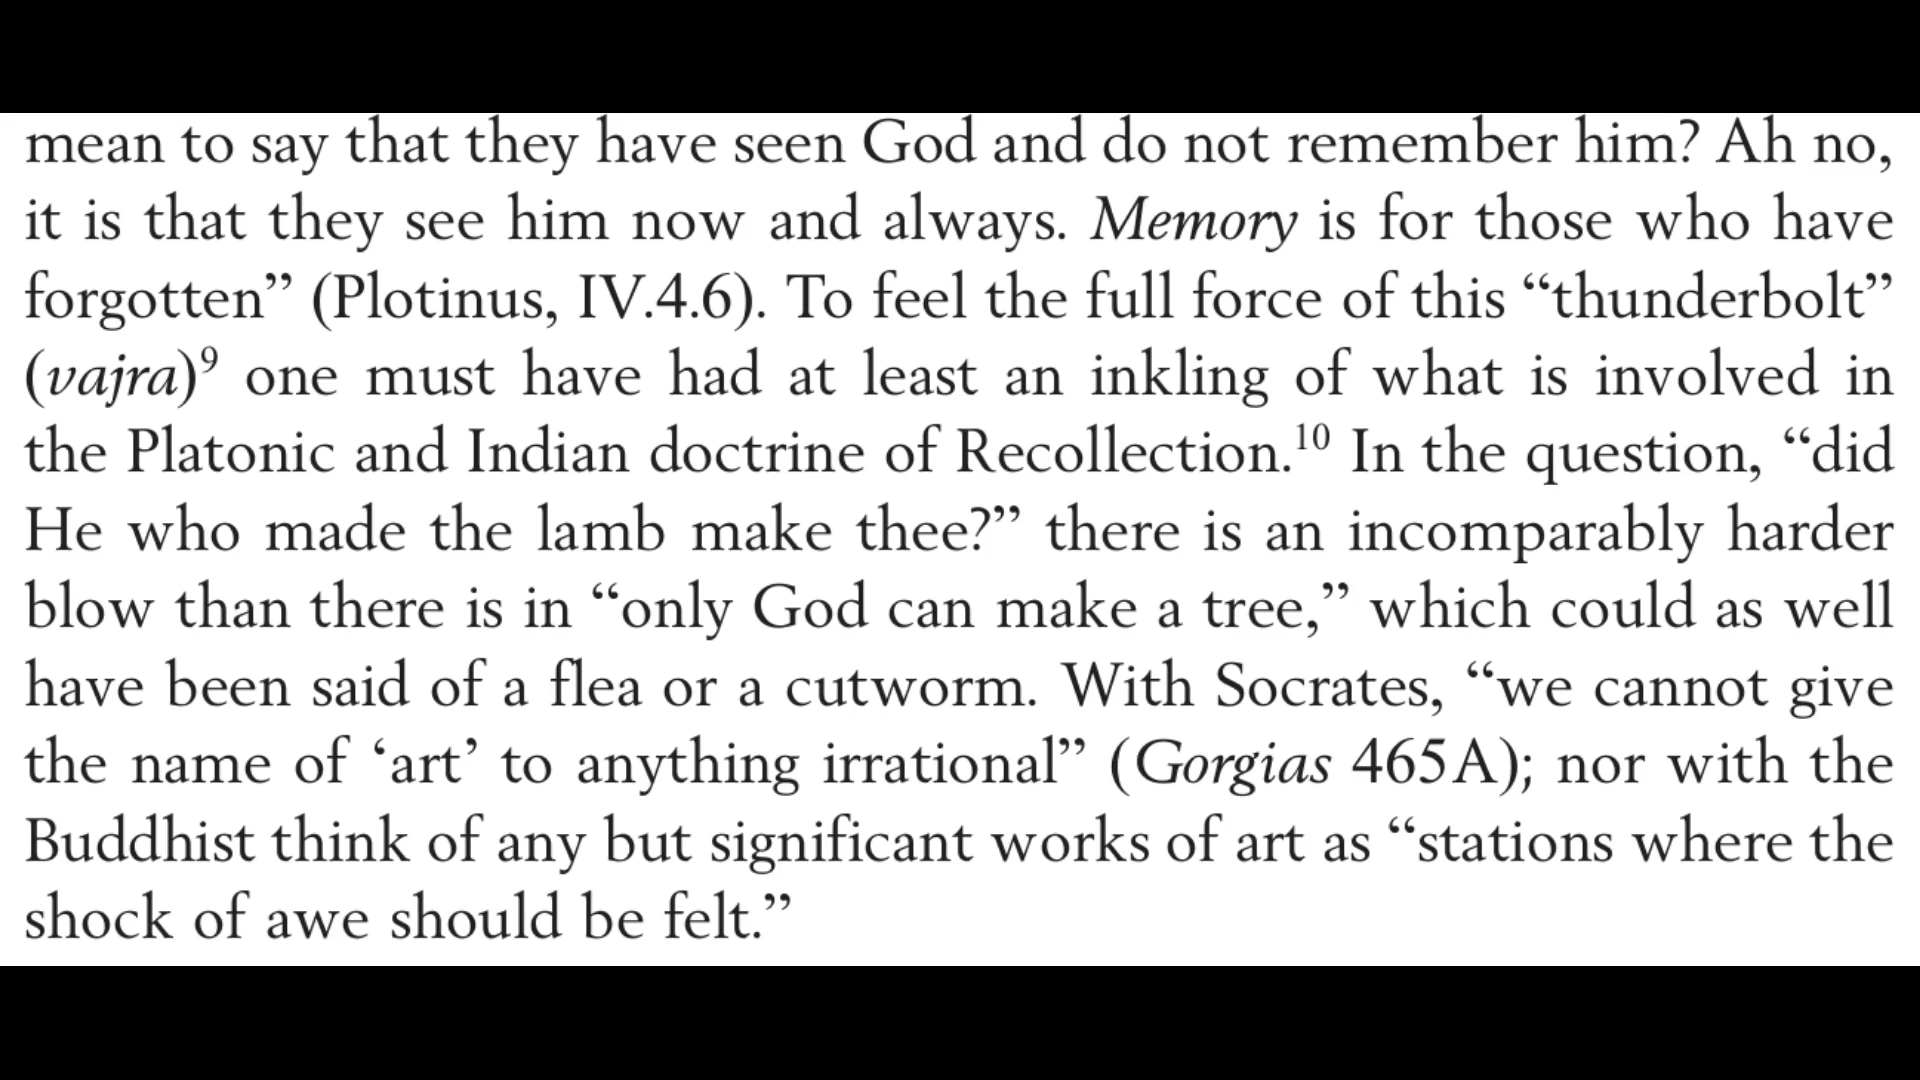 mean to say that they have seen God and do not remember him? Ah no,
it is that they see him now and always. Memory is for those who have
forgotten” (Plotinus, IV.4.6). To feel the full force of this “thunderbolt”
(vajra)⁹ one must have had at least an inkling of what is involved in
the Platonic and Indian doctrine of Recollection.¹⁰ In the question, “did
He who made the lamb make thee?” there is an incomparably harder
blow than there is in “only God can make a tree,” which could as well
have been said of a flea or a cutworm. With Socrates, “we cannot give
the name of ‘art’ to anything irrational” (Gorgias 465A); nor with the
Buddhist think of any but significant works of art as “stations where the
shock of awe should be felt.”